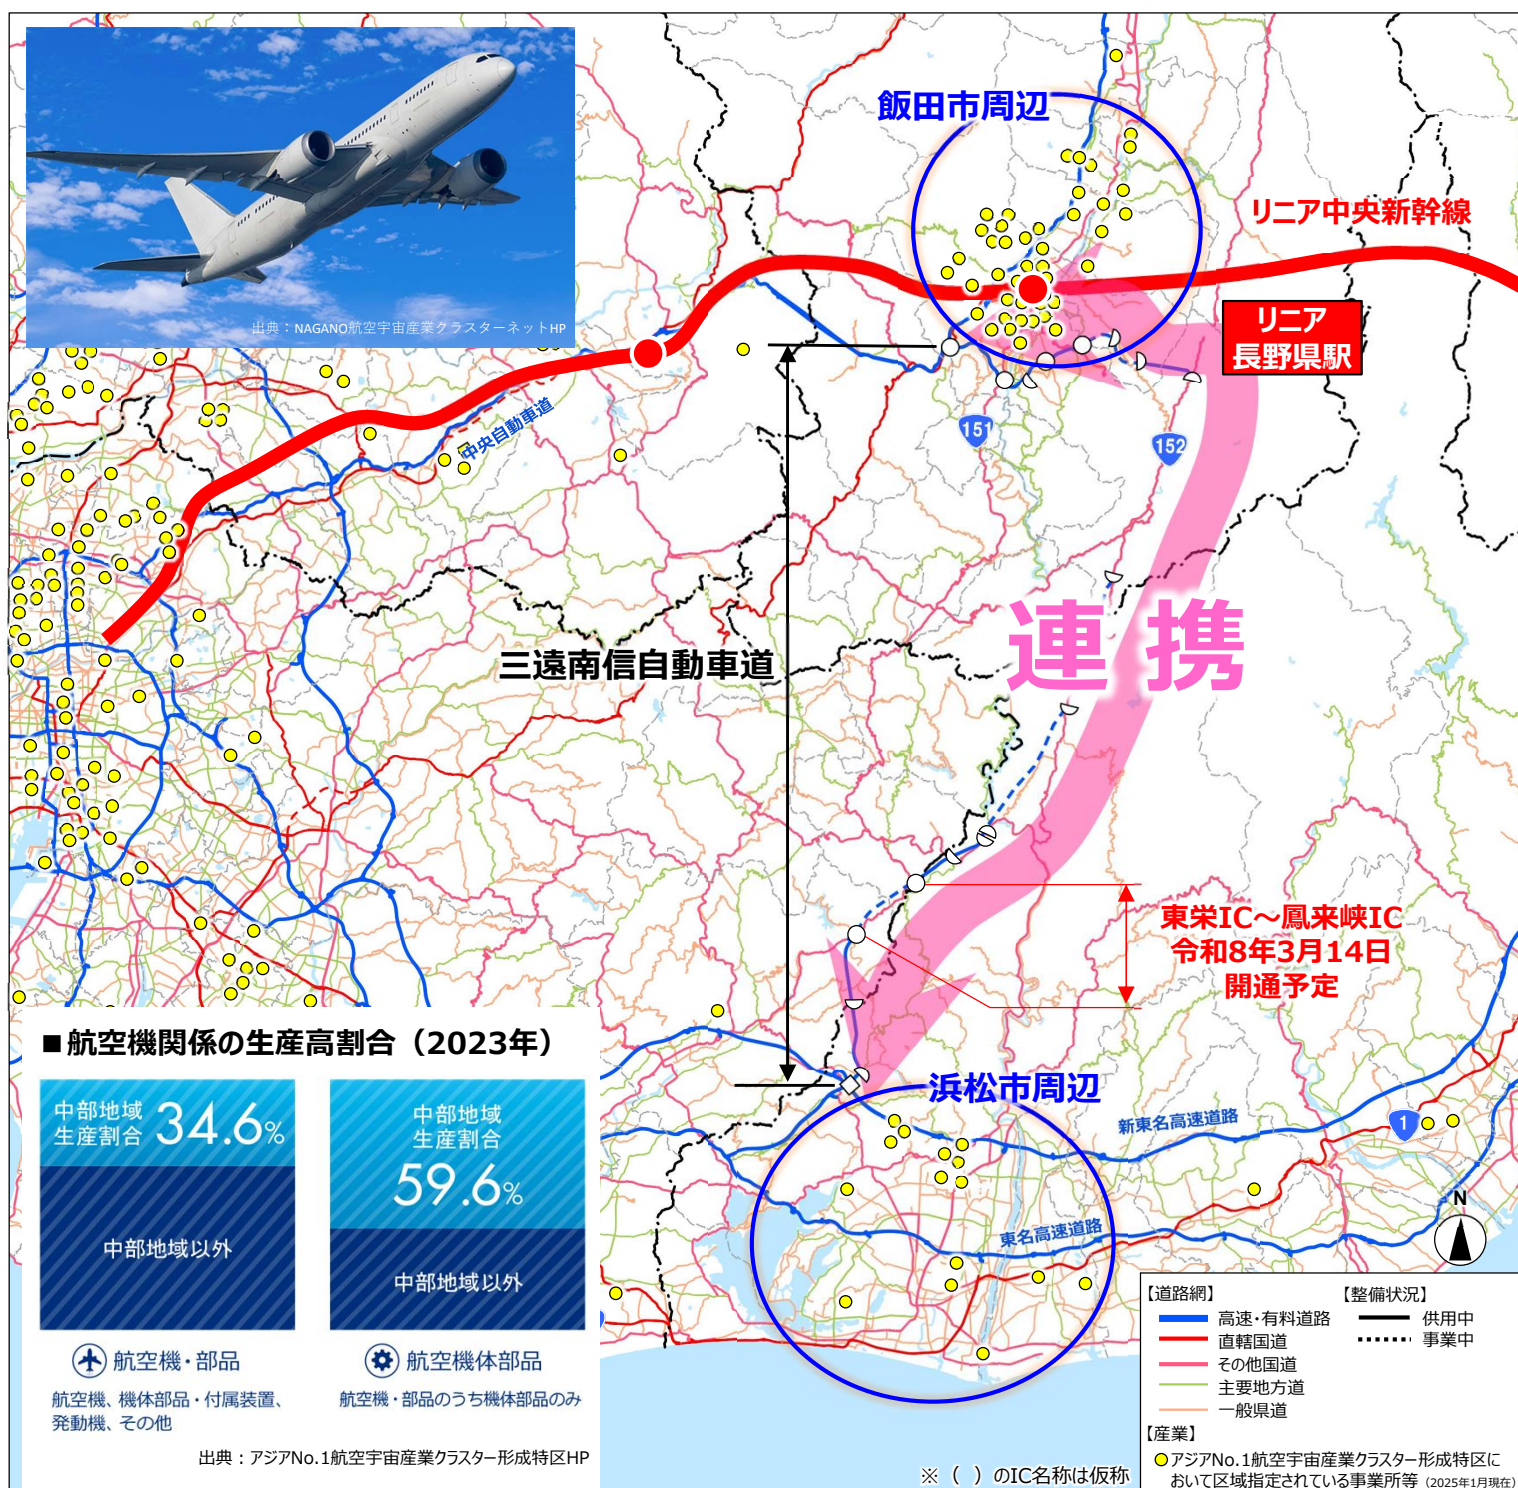 出典：NAGANO航空宇宙産業クラスターネットHP
飯田市周辺
リニア中央新幹線
リニア
長野県駅
中央自動車道
151
152
連携
三遠南信自動車道
東栄IC～鳳来峡IC
令和8年3月14日
開通予定
浜松市周辺
新東名高速道路
1
東名高速道路
N
■航空機関係の生産高割合（2023年）
中部地域
生産割合 34.6%
中部地域以外
航空機・部品
航空機、機体部品・付属装置、
発動機、その他
中部地域
生産割合
59.6%
中部地域以外
航空機体部品
航空機・部品のうち機体部品のみ
出典：アジアNo.1航空宇宙産業クラスター形成特区HP
※（ ）のIC名称は仮称
【道路網】
高速・有料道路
直轄国道
その他国道
主要地方道
一般県道
【整備状況】
供用中
事業中
【産業】
アジアNo.1航空宇宙産業クラスター形成特区に
おいて区域指定されている事業所等（2025年1月現在）